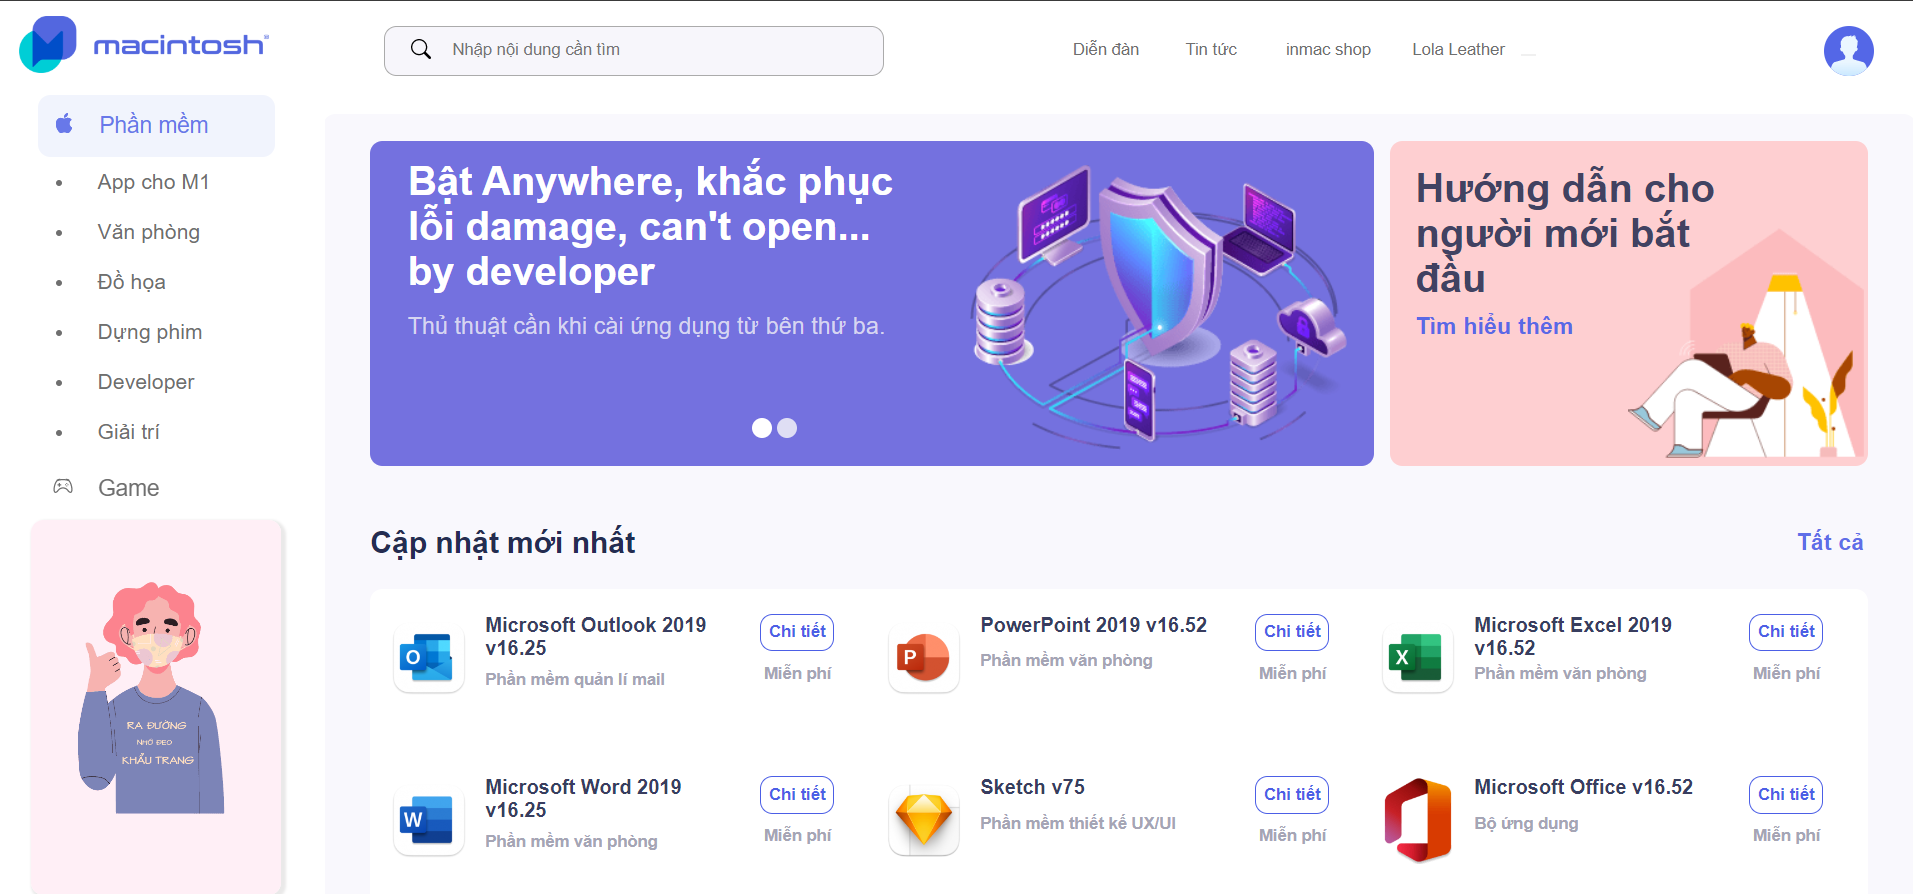 macintosh
Nhập nội dung cần tìm
Diễn đàn
Tin tức
inmac shop
Lola Leather
Phần mềm
App cho M1
Văn phòng
Đồ họa
Dựng phim
Developer
Giải trí
Game
RA ĐƯỜNG
NHỚ ĐEO
KHẨU TRANG
Bật Anywhere, khắc phục
lỗi damage, can't open...
by developer
Thủ thuật cần khi cài ứng dụng từ bên thứ ba.
Hướng dẫn cho
người mới bắt
đầu
Tìm hiểu thêm
Cập nhật mới nhất
Tất cả
Microsoft Outlook 2019
v16.25
Phần mềm quản lí mail
Chi tiết
Miễn phí
PowerPoint 2019 v16.52
Phần mềm văn phòng
Chi tiết
Miễn phí
Microsoft Excel 2019
v16.52
Phần mềm văn phòng
Chi tiết
Miễn phí
Microsoft Word 2019
v16.25
Phần mềm văn phòng
Chi tiết
Miễn phí
Sketch v75
Phần mềm thiết kế UX/UI
Chi tiết
Miễn phí
Microsoft Office v16.52
Bộ ứng dụng
Chi tiết
Miễn phí